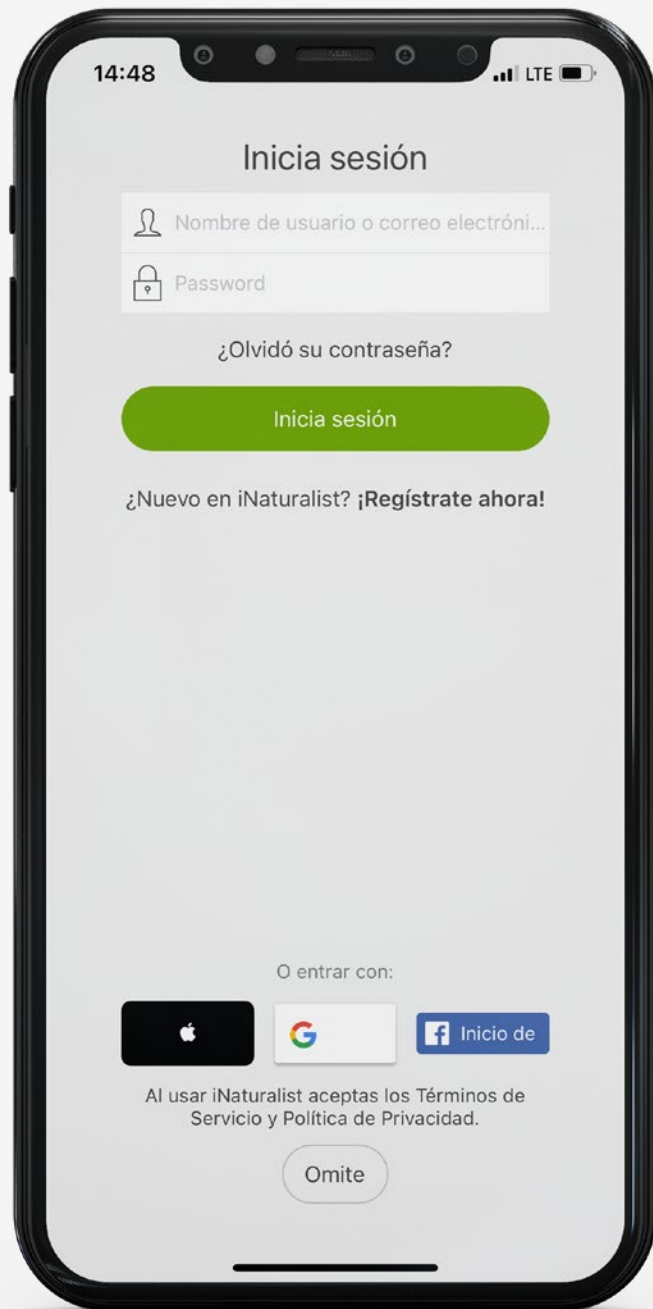 14:48
LTE
Inicia sesión
Nombre de usuario o correo electróni...
Password
¿Olvidó su contraseña?
Inicia sesión
¿Nuevo en iNaturalist? ¡Regístrate ahora!
O entrar con:
Inicio de
Al usar iNaturalist aceptas los Términos de
Servicio y Política de Privacidad.
Omite